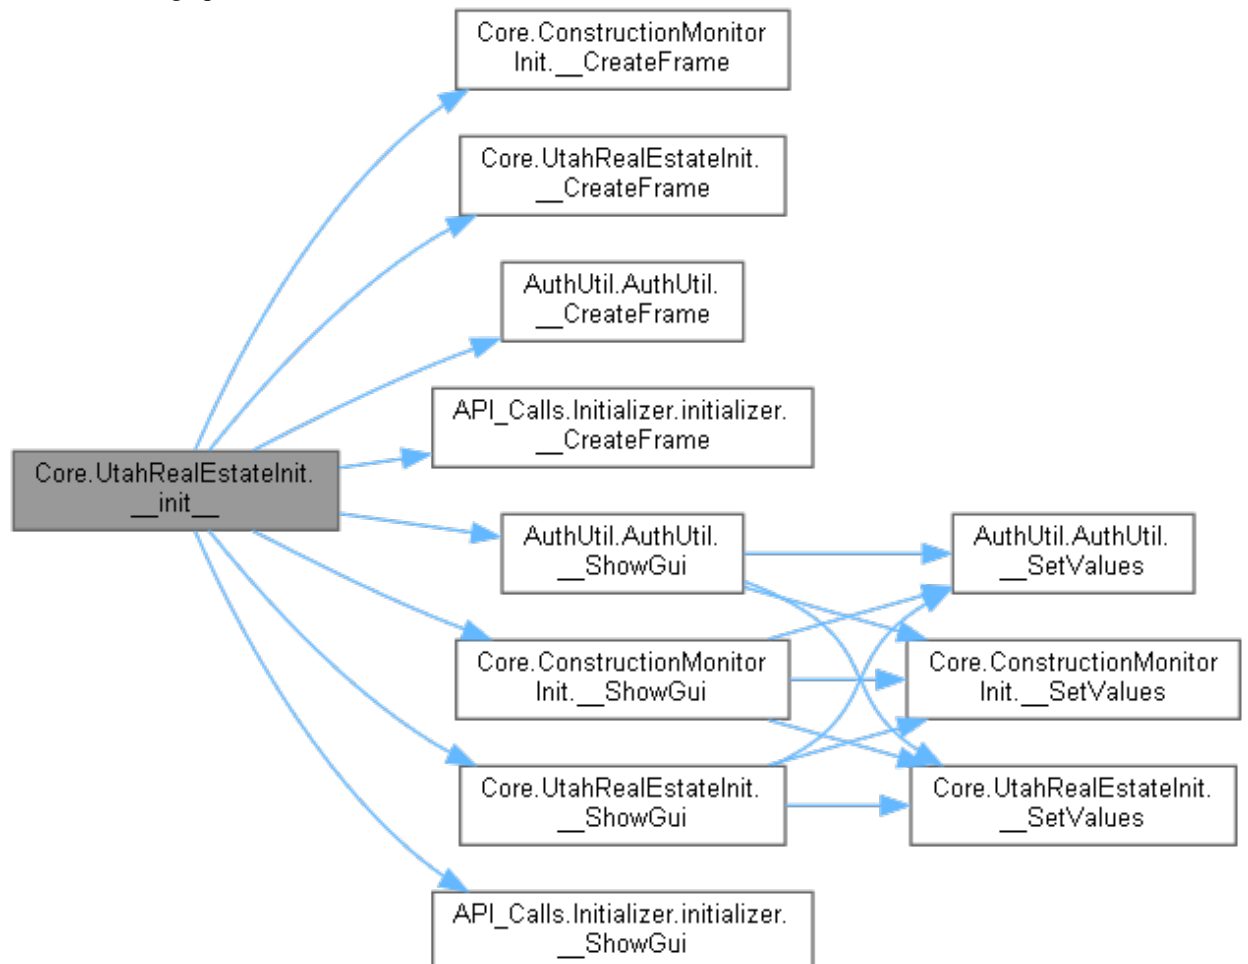 Core.ConstructionMonitor
Init.__CreateFrame
Core.UtahRealEstateInit.
__CreateFrame
AuthUtil.AuthUtil.
__CreateFrame
API_Calls.Initializer.initializer.
__CreateFrame
Core.UtahRealEstateInit.
__init__
AuthUtil.AuthUtil.
__ShowGui
AuthUtil.AuthUtil.
__SetValues
Core.ConstructionMonitor
Init.__ShowGui
Core.ConstructionMonitor
Init.__SetValues
Core.UtahRealEstateInit.
__ShowGui
Core.UtahRealEstateInit.
__SetValues
API_Calls.Initializer.initializer.
__ShowGui